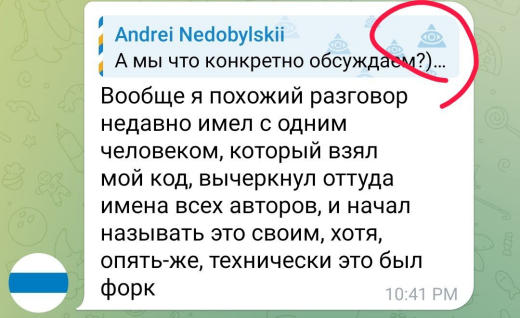 Andrei Nedobylskii
А мы что конкретно обсуждаем?)...
Вообще я похожий разговор
недавно имел с одним
человеком, который взял
мой код, вычеркнул оттуда
имена всех авторов, и начал
называть это своим, хотя,
опять-же, технически это был
форк
10:41 PM